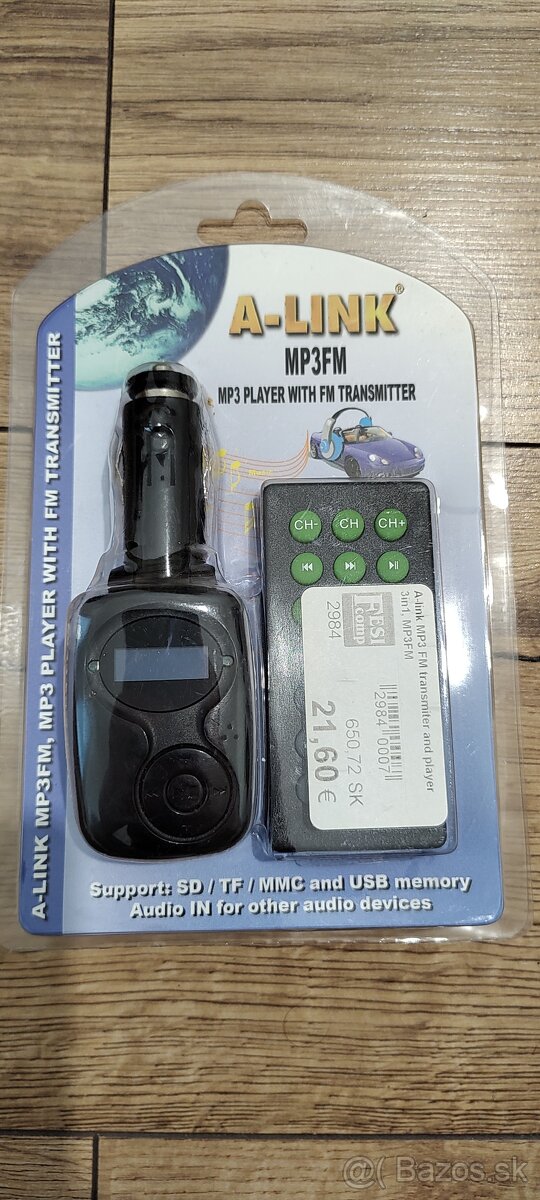 A-LINK®
MP3FM
MP3 PLAYER WITH FM TRANSMITTER
A-LINK MP3FM, MP3 PLAYER WITH FM TRANSMITTER
CH-
CH
CH+
A-link MP3 FM transmiter and player
3in1 MP3FM
2984 0007
RES
comp
2984
650,72 SK
21,60 €
Support: SD / TF / MMC and USB memory
Audio IN for other audio devices
@( Bazos.sk